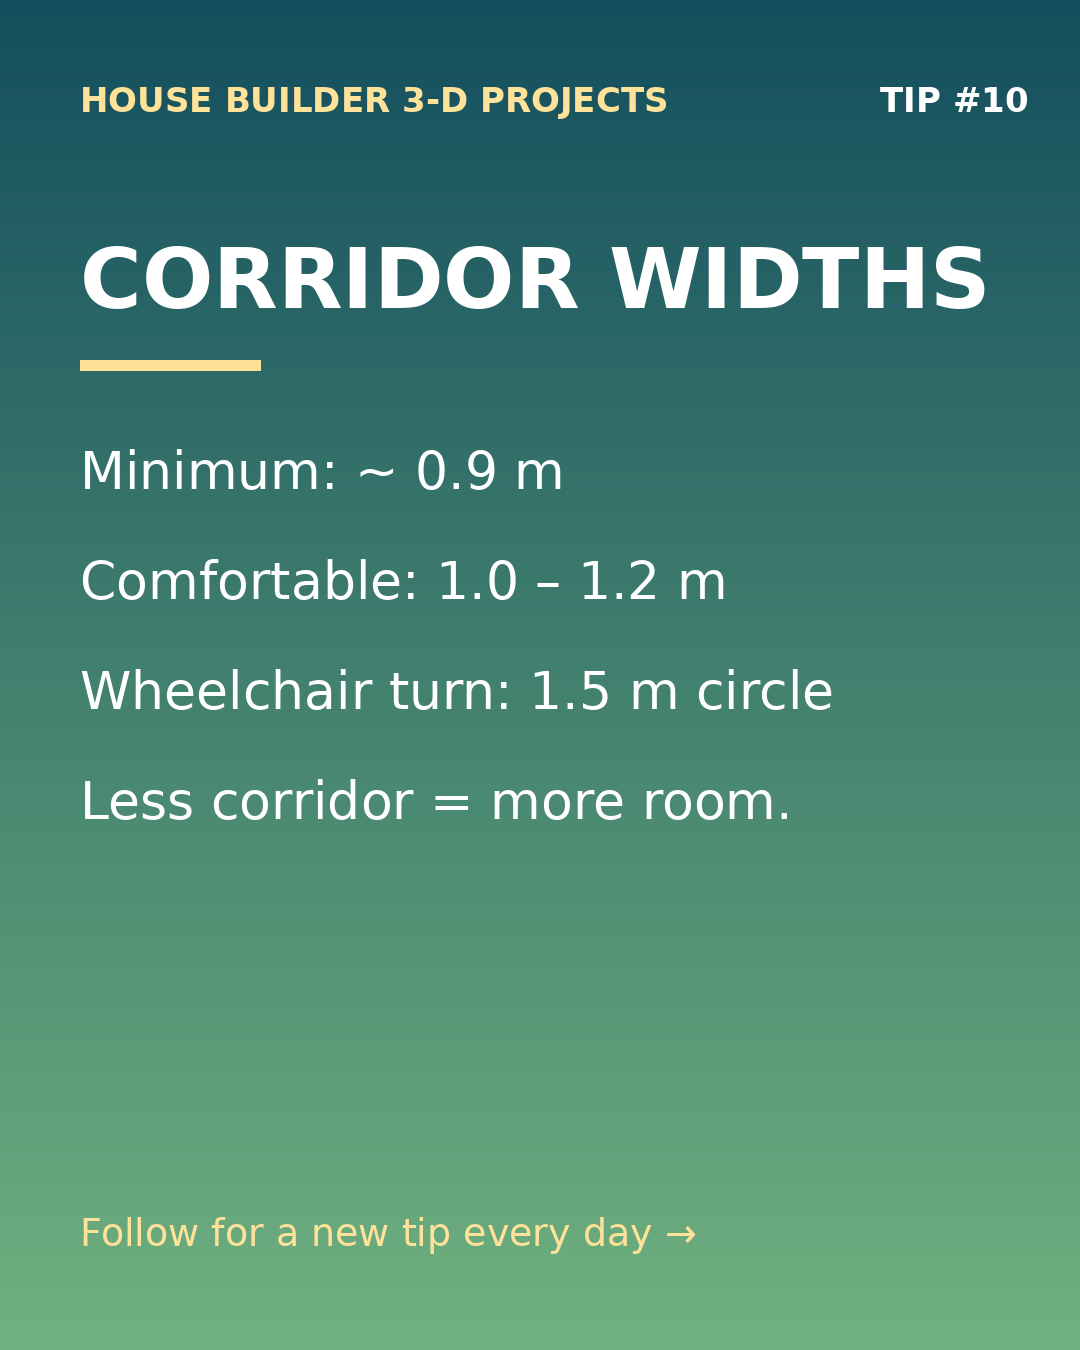 HOUSE BUILDER 3-D PROJECTS
TIP #10
CORRIDOR WIDTHS
Minimum: ~ 0.9 m
Comfortable: 1.0 – 1.2 m
Wheelchair turn: 1.5 m circle
Less corridor = more room.
Follow for a new tip every day →